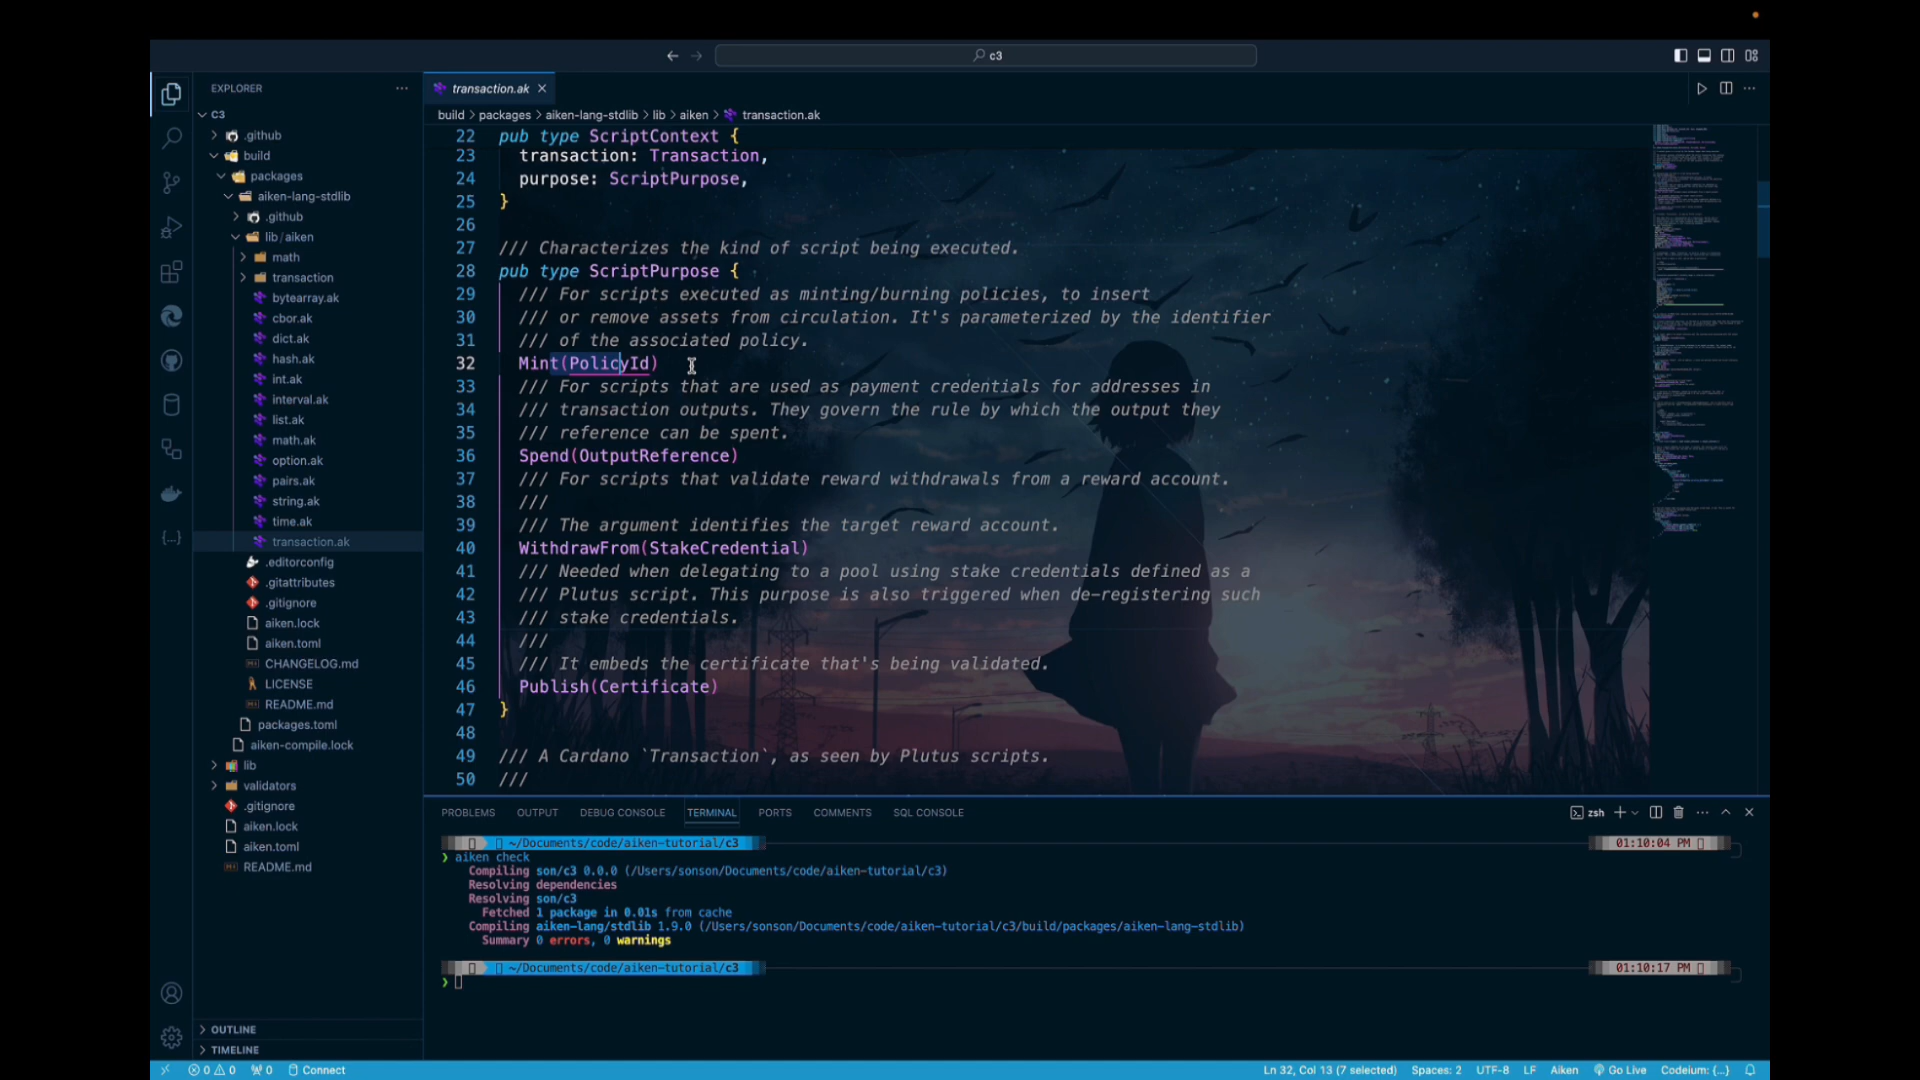 c3
EXPLORER
C3
.github
build
packages
aiken-lang-stdlib
.github
lib/aiken
math
transaction
bytearray.ak
cbor.ak
dict.ak
hash.ak
int.ak
interval.ak
list.ak
math.ak
option.ak
pairs.ak
string.ak
time.ak
transaction.ak
.editorconfig
.gitattributes
.gitignore
aiken.lock
aiken.toml
CHANGELOG.md
LICENSE
README.md
packages.toml
aiken-compile.lock
lib
validators
.gitignore
aiken.lock
aiken.toml
README.md
OUTLINE
TIMELINE
transaction.ak
build > packages > aiken-lang-stdlib > lib > aiken > transaction.ak
22 pub type ScriptContext {
23 transaction: Transaction,
24 purpose: ScriptPurpose,
25 }
26
27 /// Characterizes the kind of script being executed.
28 pub type ScriptPurpose {
29 /// For scripts executed as minting/burning policies, to insert
30 /// or remove assets from circulation. It's parameterized by the identifier
31 /// of the associated policy.
32 Mint(PolicyId)
33 /// For scripts that are used as payment credentials for addresses in
34 /// transaction outputs. They govern the rule by which the output they
35 /// reference can be spent.
36 Spend(OutputReference)
37 /// For scripts that validate reward withdrawals from a reward account.
38 ///
39 /// The argument identifies the target reward account.
40 WithdrawFrom(StakeCredential)
41 /// Needed when delegating to a pool using stake credentials defined as a
42 /// Plutus script. This purpose is also triggered when de-registering such
43 /// stake credentials.
44 ///
45 /// It embeds the certificate that's being validated.
46 Publish(Certificate)
47 }
48
49 /// A Cardano `Transaction`, as seen by Plutus scripts.
50 ///
PROBLEMS OUTPUT DEBUG CONSOLE TERMINAL PORTS COMMENTS SQL CONSOLE zsh
~/Documents/code/aiken-tutorial/c3 01:10:04 PM
❯ aiken check
Compiling son/c3 0.0.0 (/Users/sonson/Documents/code/aiken-tutorial/c3)
Resolving dependencies
Resolving son/c3
Fetched 1 package in 0.01s from cache
Compiling aiken-lang/stdlib 1.9.0 (/Users/sonson/Documents/code/aiken-tutorial/c3/build/packages/aiken-lang-stdlib)
Summary 0 errors, 0 warnings
~/Documents/code/aiken-tutorial/c3 01:10:17 PM
❯
0 0 0 Connect Ln 32, Col 13 (7 selected) Spaces: 2 UTF-8 LF Aiken Go Live Codeium: {...}